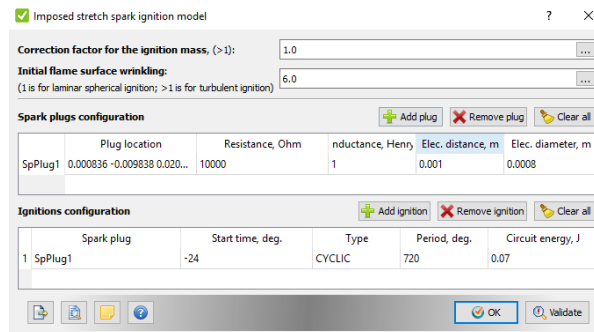 Imposed stretch spark ignition model ?
Correction factor for the ignition mass, (>1): 1.0 ...
Initial flame surface wrinkling:
(1 is for laminar spherical ignition; >1 is for turbulent ignition) 6.0 ...
Spark plugs configuration Add plug Remove plug Clear all
Plug location Resistance, Ohm nductance, Henry Elec. distance, m Elec. diameter, m
SpPlug1 0.000836 -0.009838 0.020... 10000 1 0.001 0.0008
Ignitions configuration Add ignition Remove ignition Clear all
Spark plug Start time, deg. Type Period, deg. Circuit energy, J
1 SpPlug1 -24 CYCLIC 720 0.07
? OK Validate